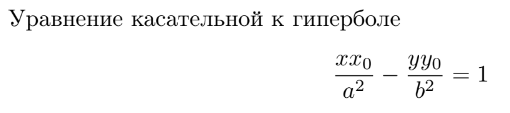 Уравнение касательной к гиперболе
xx₀/a² − yy₀/b² = 1